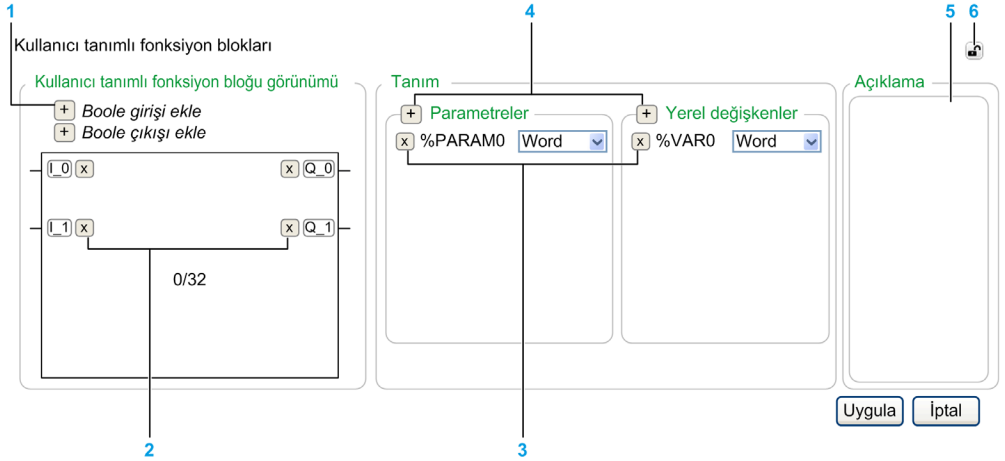 1 4 5 6
Kullanıcı tanımlı fonksiyon blokları
Kullanıcı tanımlı fonksiyon bloğu görünümü
+ Boole girişi ekle
+ Boole çıkışı ekle
I_0 x x Q_0
I_1 x x Q_1
0/32
Tanım
+ Parametreler
x %PARAM0 Word
+ Yerel değişkenler
x %VAR0 Word
Açıklama
Uygula İptal
2 3